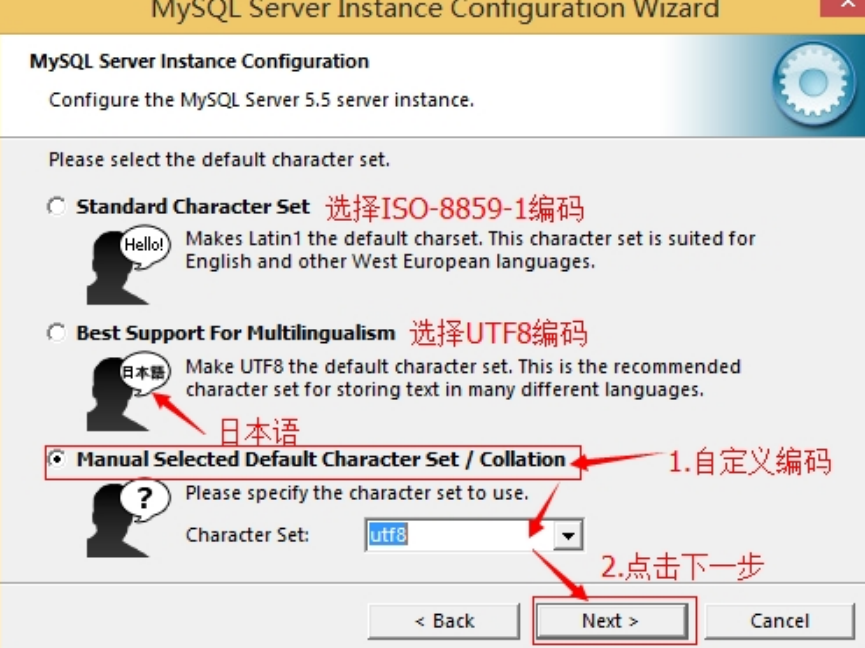 MySQL Server Instance Configuration Wizard
MySQL Server Instance Configuration
Configure the MySQL Server 5.5 server instance.
Please select the default character set.
Standard Character Set 选择ISO-8859-1编码
Hello!
Makes Latin1 the default charset. This character set is suited for
English and other West European languages.
Best Support For Multilingualism 选择UTF8编码
日本語
Make UTF8 the default character set. This is the recommended
character set for storing text in many different languages.
日本语
Manual Selected Default Character Set / Collation
1.自定义编码
?
Please specify the character set to use.
Character Set: utf8
2.点击下一步
< Back Next > Cancel